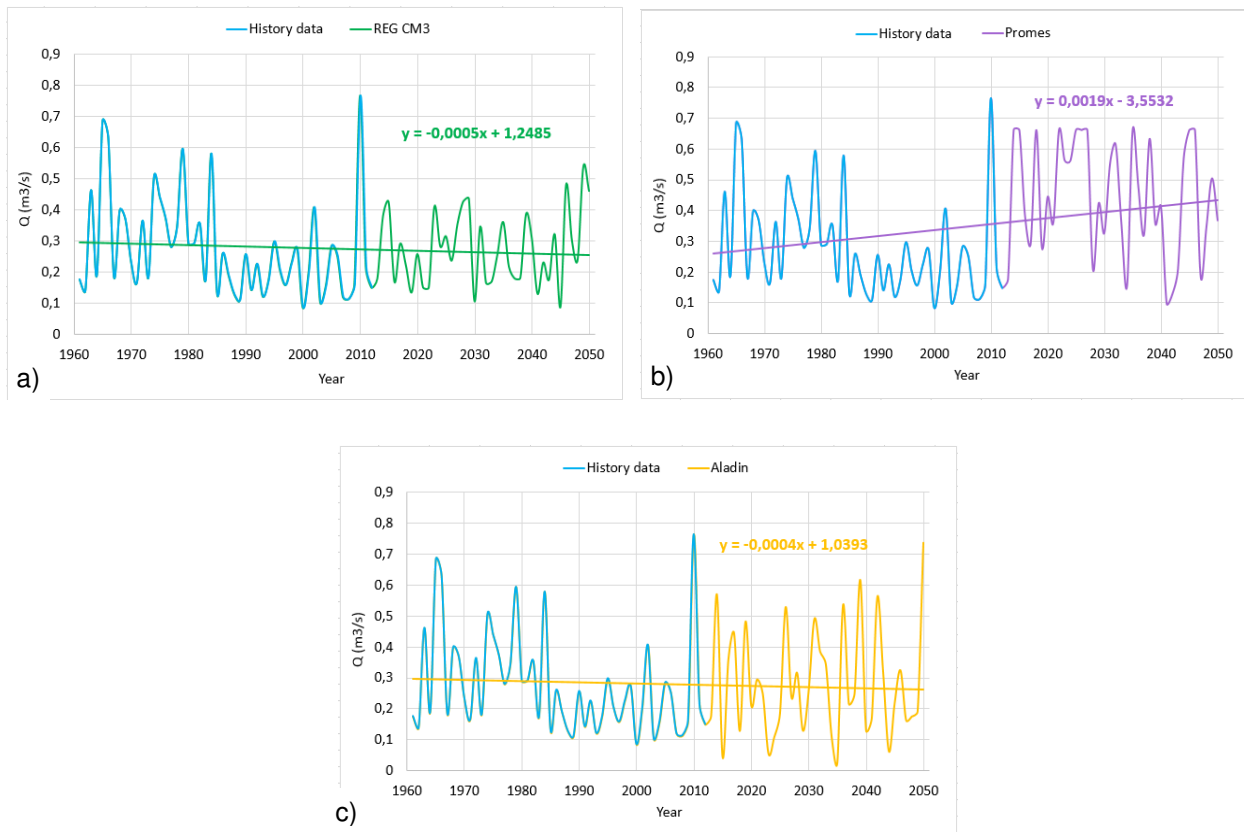 History data REG CM3
0,9
0,8
0,7
0,6
0,5
0,4
0,3
0,2
0,1
0
Q (m3/s)
y = -0,0005x + 1,2485
1960 1970 1980 1990 2000 2010 2020 2030 2040 2050
Year
a)
History data Promes
0,9
0,8
0,7
0,6
0,5
0,4
0,3
0,2
0,1
0
Q (m3/s)
y = 0,0019x - 3,5532
1960 1970 1980 1990 2000 2010 2020 2030 2040 2050
Year
b)
History data Aladin
0,9
0,8
0,7
0,6
0,5
0,4
0,3
0,2
0,1
0
Q (m3/s)
y = -0,0004x + 1,0393
1960 1970 1980 1990 2000 2010 2020 2030 2040 2050
Year
c)